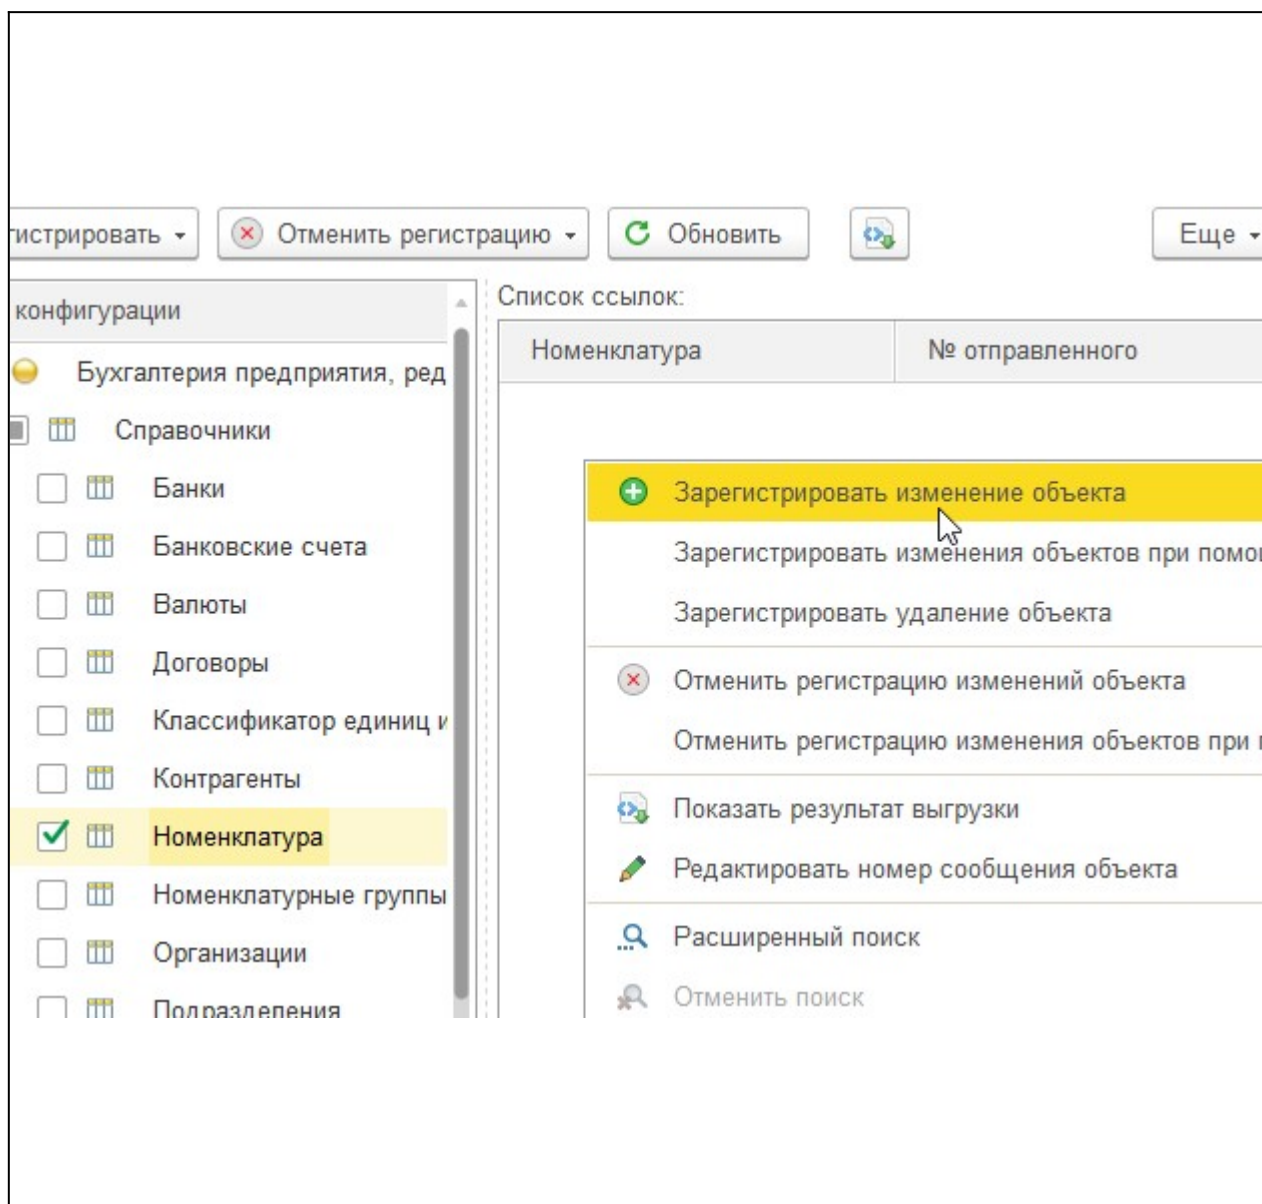 гистрировать
Отменить регистрацию
Обновить
Еще
конфигурации
Список ссылок:
Номенклатура
№ отправленного
Бухгалтерия предприятия, ред
Справочники
Банки
Банковские счета
Валюты
Договоры
Классификатор единиц и
Контрагенты
Номенклатура
Номенклатурные группы
Организации
Подразделения
Зарегистрировать изменение объекта
Зарегистрировать изменения объектов при помо
Зарегистрировать удаление объекта
Отменить регистрацию изменений объекта
Отменить регистрацию изменения объектов при
Показать результат выгрузки
Редактировать номер сообщения объекта
Расширенный поиск
Отменить поиск